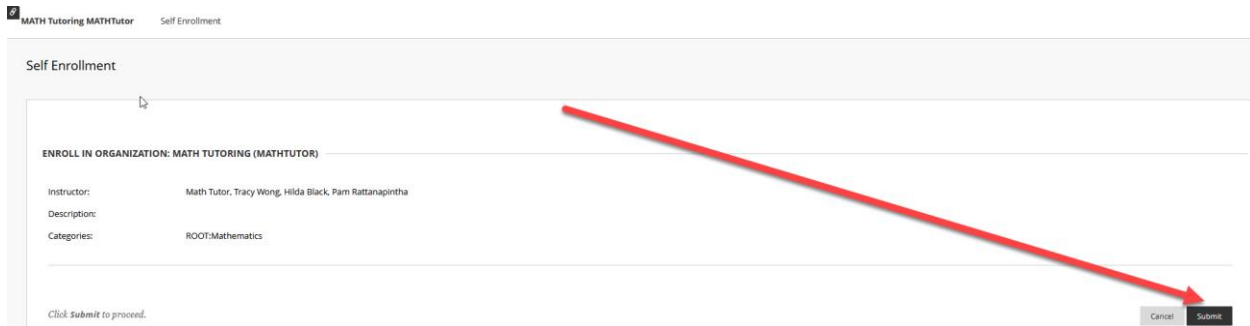 MATH Tutoring MATHTutor Self Enrollment
Self Enrollment
ENROLL IN ORGANIZATION: MATH TUTORING (MATHTUTOR)
Instructor: Math Tutor, Tracy Wong, Hilda Black, Pam Rattanapintha
Description:
Categories: ROOT:Mathematics
Click Submit to proceed.
Cancel Submit